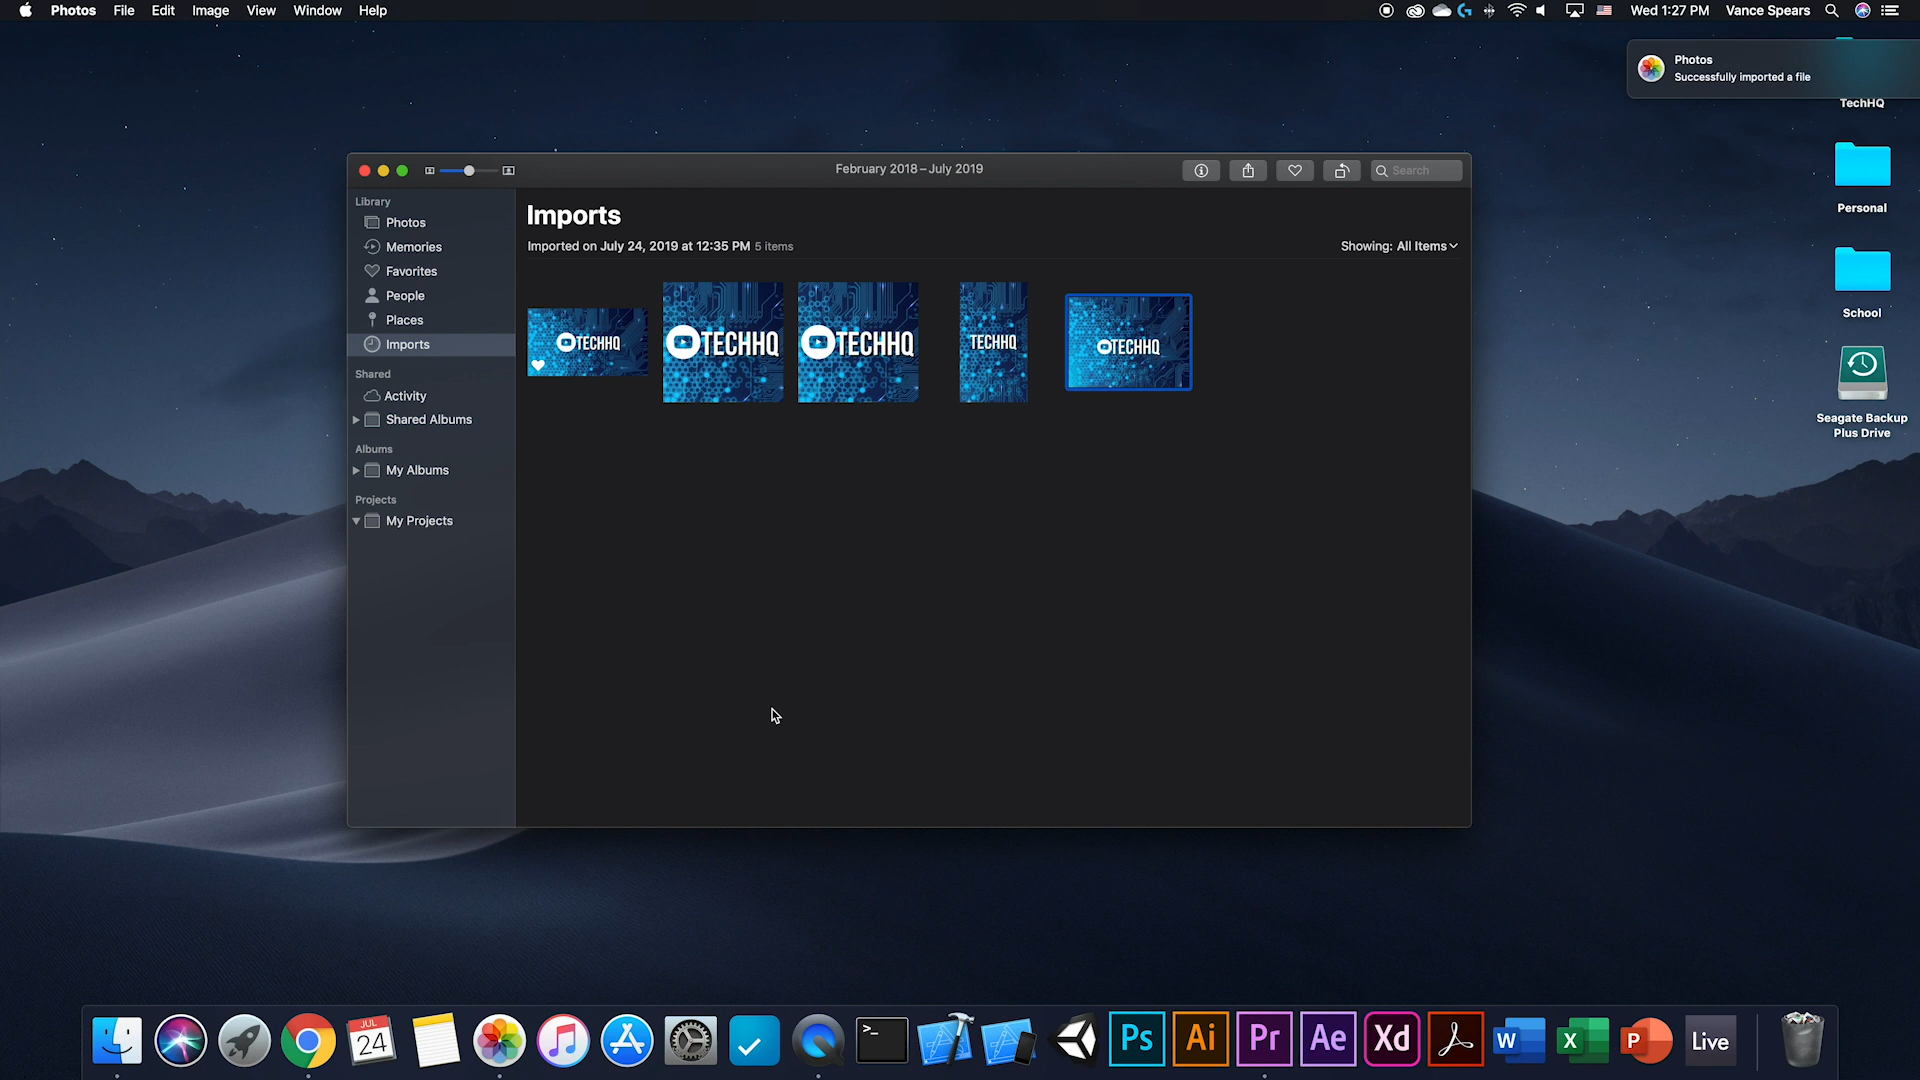 Photos File Edit Image View Window Help
Wed 1:27 PM Vance Spears
Photos
Successfully imported a file
TechHQ
Personal
School
Seagate Backup
Plus Drive
February 2018 – July 2019
Search
Library
Photos
Memories
Favorites
People
Places
Imports
Shared
Activity
Shared Albums
Albums
My Albums
Projects
My Projects
Imports
Imported on July 24, 2019 at 12:35 PM 5 items
Showing: All Items
TECHHQ
TECHHQ
TECHHQ
TECHHQ
TECHHQ
JUL
24
>_
Ps
Ai
Pr
Ae
Xd
W
X
P
Live